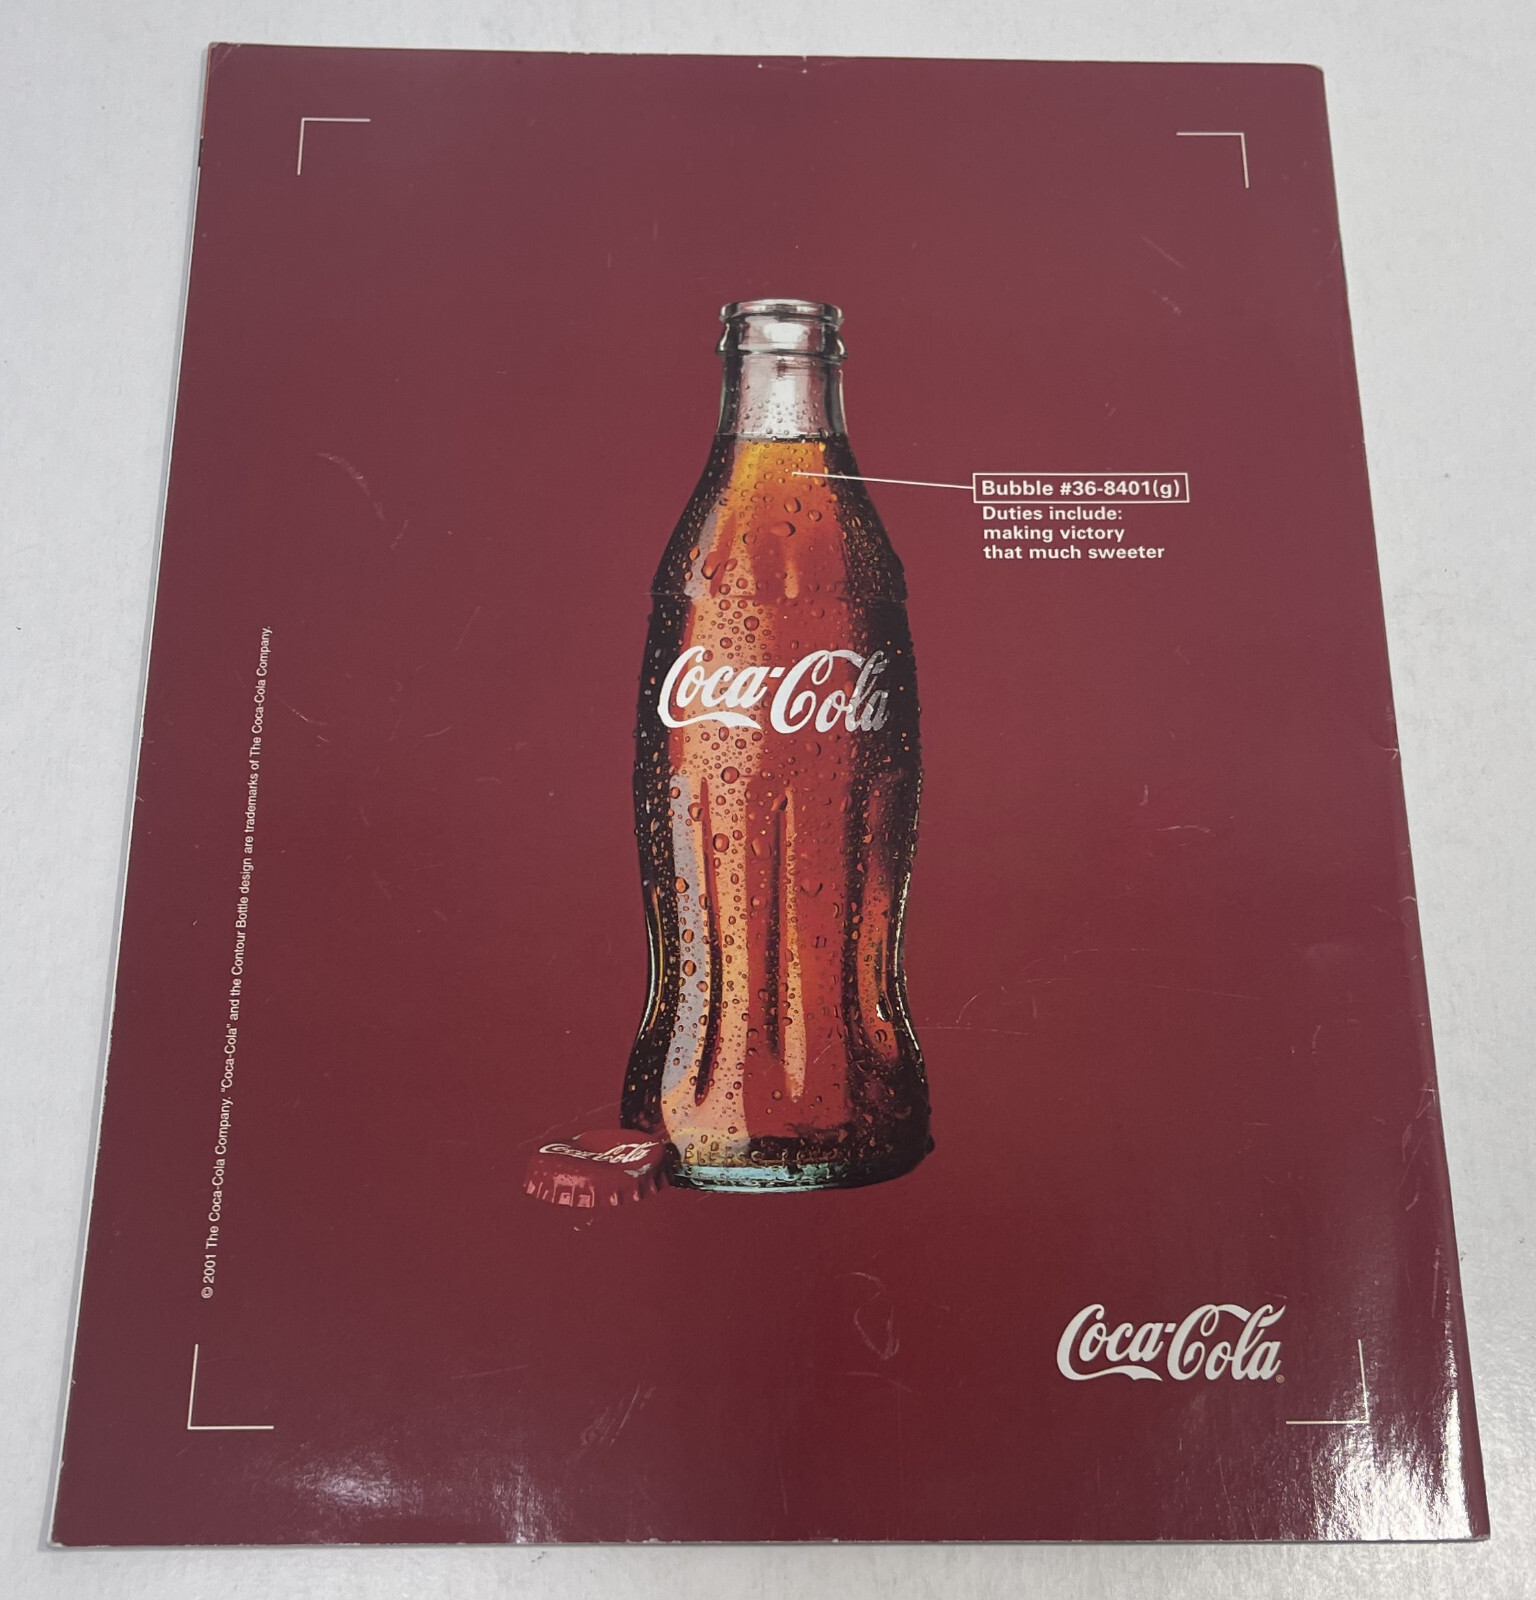 Bubble #36-8401(g)
Duties include:
making victory
that much sweeter
Coca-Cola
Coca-Cola
© 2001 The Coca-Cola Company. "Coca-Cola" and the Contour Bottle design are trademarks of The Coca-Cola Company.
Coca-Cola®